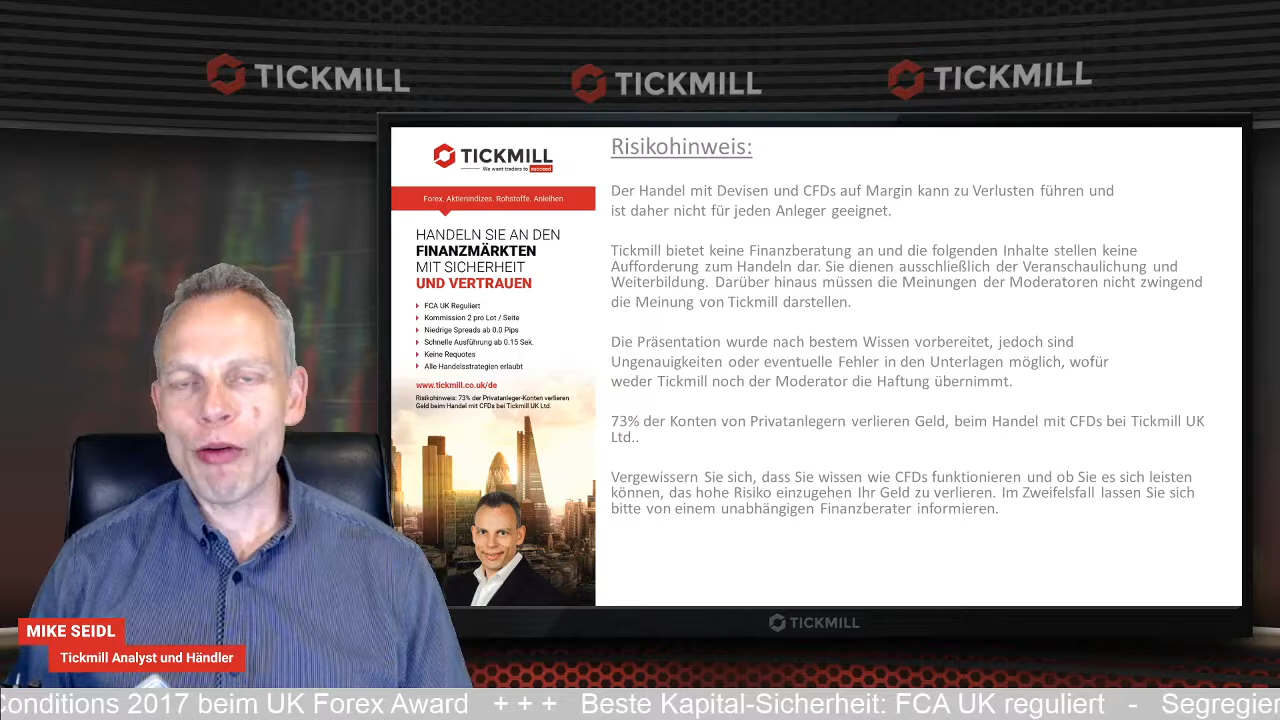 TICKMILL
TICKMILL
TICKMILL
TICKMILL
We want traders to succeed
Forex. Aktienindizes. Rohstoffe. Anleihen
HANDELN SIE AN DEN
FINANZMÄRKTEN
MIT SICHERHEIT
UND VERTRAUEN
FCA UK Reguliert
Kommission 2 pro Lot / Seite
Niedrige Spreads ab 0.0 Pips
Schnelle Ausführung ab 0.15 Sek.
Keine Requotes
Alle Handelsstrategien erlaubt
www.tickmill.co.uk/de
Risikohinweis: 73% der Privatanleger-Konten verlieren
Geld beim Handel mit CFDs bei Tickmill UK Ltd.
Risikohinweis:
Der Handel mit Devisen und CFDs auf Margin kann zu Verlusten führen und
ist daher nicht für jeden Anleger geeignet.
Tickmill bietet keine Finanzberatung an und die folgenden Inhalte stellen keine
Aufforderung zum Handeln dar. Sie dienen ausschließlich der Veranschaulichung und
Weiterbildung. Darüber hinaus müssen die Meinungen der Moderatoren nicht zwingend
die Meinung von Tickmill darstellen.
Die Präsentation wurde nach bestem Wissen vorbereitet, jedoch sind
Ungenauigkeiten oder eventuelle Fehler in den Unterlagen möglich, wofür
weder Tickmill noch der Moderator die Haftung übernimmt.
73% der Konten von Privatanlegern verlieren Geld, beim Handel mit CFDs bei Tickmill UK
Ltd..
Vergewissern Sie sich, dass Sie wissen wie CFDs funktionieren und ob Sie es sich leisten
können, das hohe Risiko einzugehen Ihr Geld zu verlieren. Im Zweifelsfall lassen Sie sich
bitte von einem unabhängigen Finanzberater informieren.
TICKMILL
MIKE SEIDL
Tickmill Analyst und Händler
Conditions 2017 beim UK Forex Award + + + Beste Kapital-Sicherheit: FCA UK reguliert - Segregier